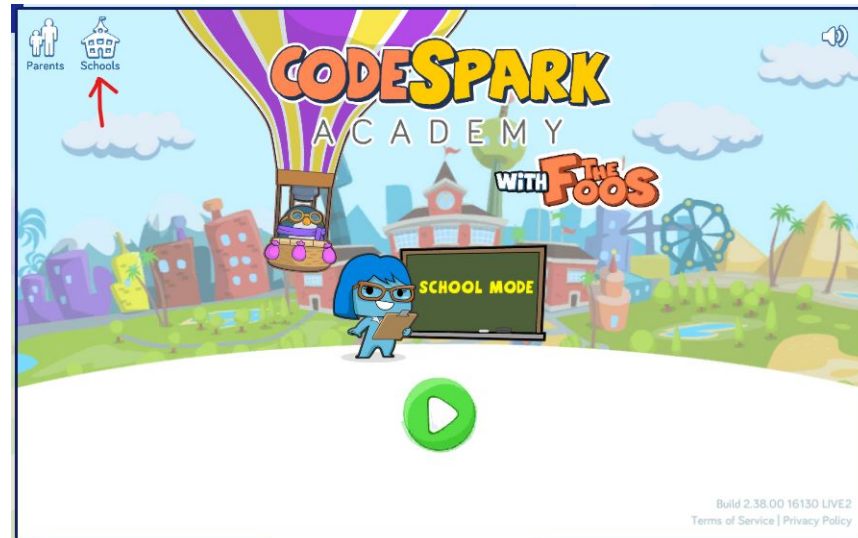 Parents
Schools
CODESPARK
ACADEMY
WITH THE FOOS
SCHOOL MODE
Build 2.38.00 16130 LIVE2
Terms of Service | Privacy Policy